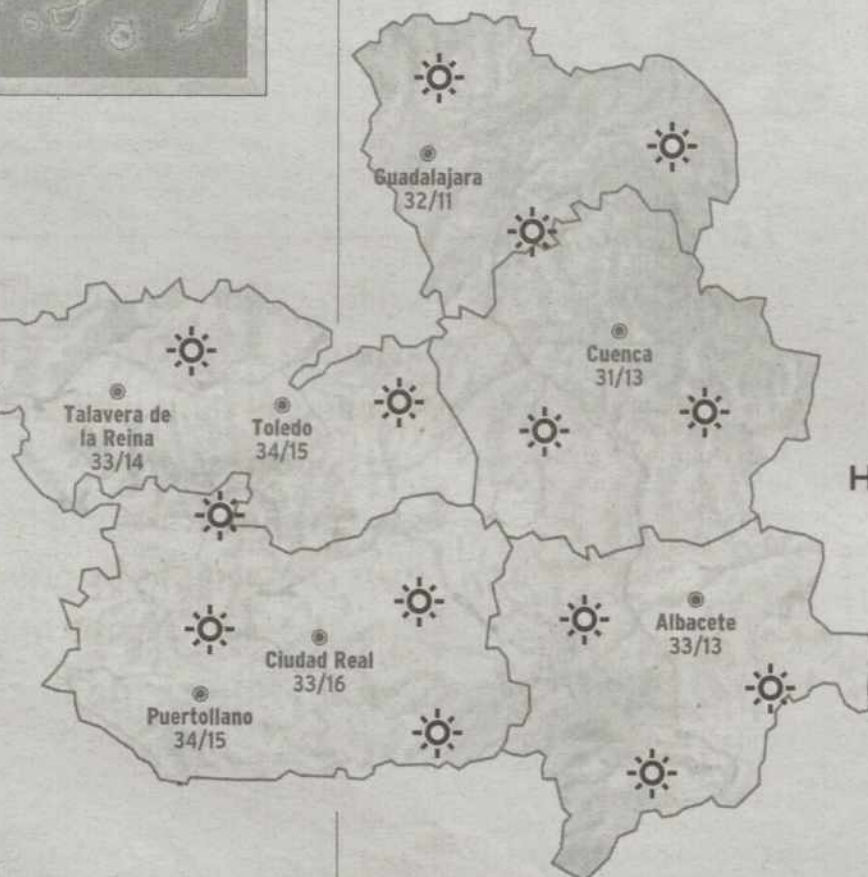 Guadalajara
32/11
Cuenca
31/13
Talavera de
la Reina
33/14
Toledo
34/15
H
Albacete
33/13
Ciudad Real
33/16
Puertollano
34/15